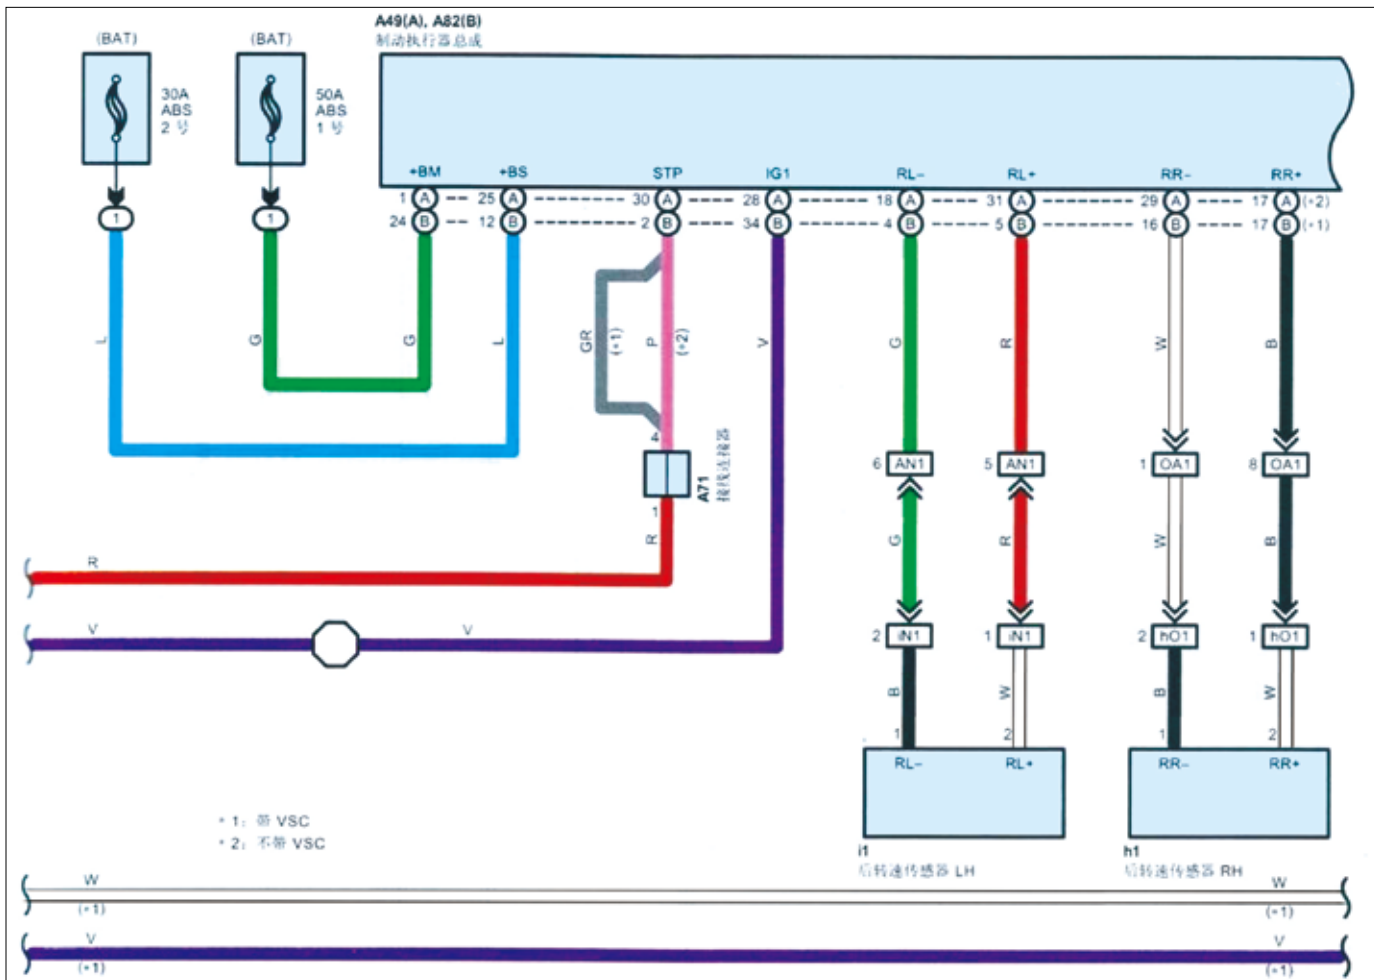 A49(A), A82(B)
制动执行器总成
(BAT)
(BAT)
30A
ABS
2 号
50A
ABS
1 号
+BM +BS STP IG1 RL- RL+ RR- RR+
1 A 25 A 30 A 28 A 18 A 31 A 29 A 17 A (*2)
24 B 12 B 2 B 34 B 4 B 5 B 16 B 17 B (*1)
1 1
L G G L GR (*1) P (*2) V G R W B
4
A71
接线连接器
1
R
6 AN1 5 AN1 1 OA1 8 OA1
G R W B
R
V V
2 iN1 1 iN1 2 hO1 1 hO1
B W B W
1 2 1 2
RL- RL+ RR- RR+
* 1: 带 VSC
* 2: 不带 VSC
i1
后转速传感器 LH
h1
后转速传感器 RH
W W
(*1) (*1)
V V
(*1) (*1)